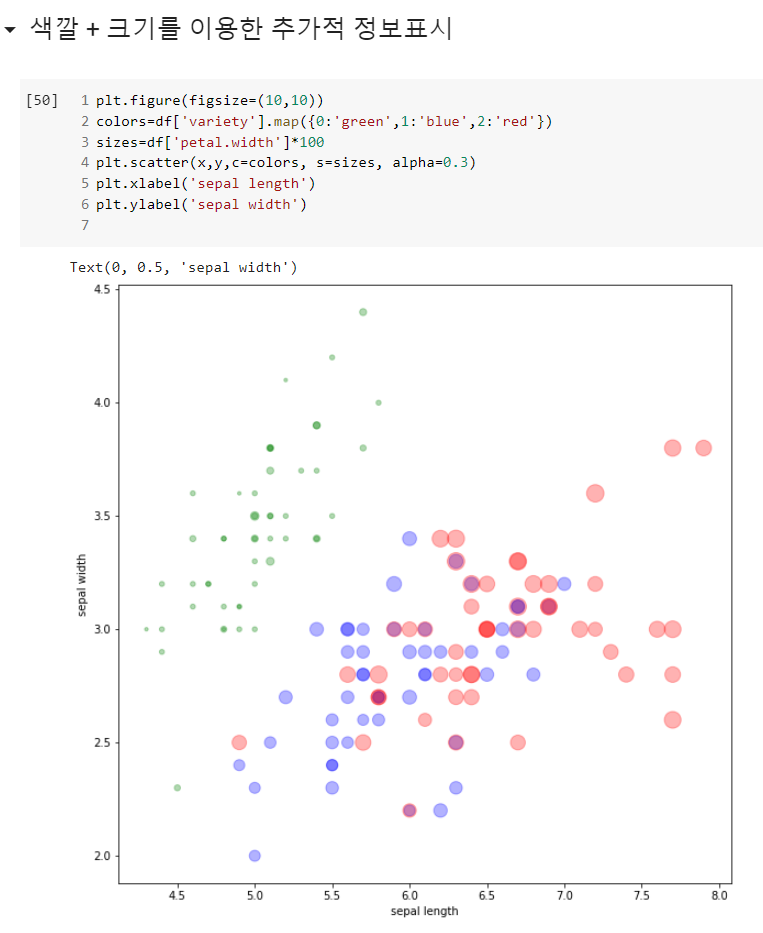 색깔 + 크기를 이용한 추가적 정보표시
[50]
1 plt.figure(figsize=(10,10))
2 colors=df['variety'].map({0:'green',1:'blue',2:'red'})
3 sizes=df['petal.width']*100
4 plt.scatter(x,y,c=colors, s=sizes, alpha=0.3)
5 plt.xlabel('sepal length')
6 plt.ylabel('sepal width')
7
Text(0, 0.5, 'sepal width')
4.5
4.0
3.5
3.0
2.5
2.0
sepal width
4.5 5.0 5.5 6.0 6.5 7.0 7.5 8.0
sepal length